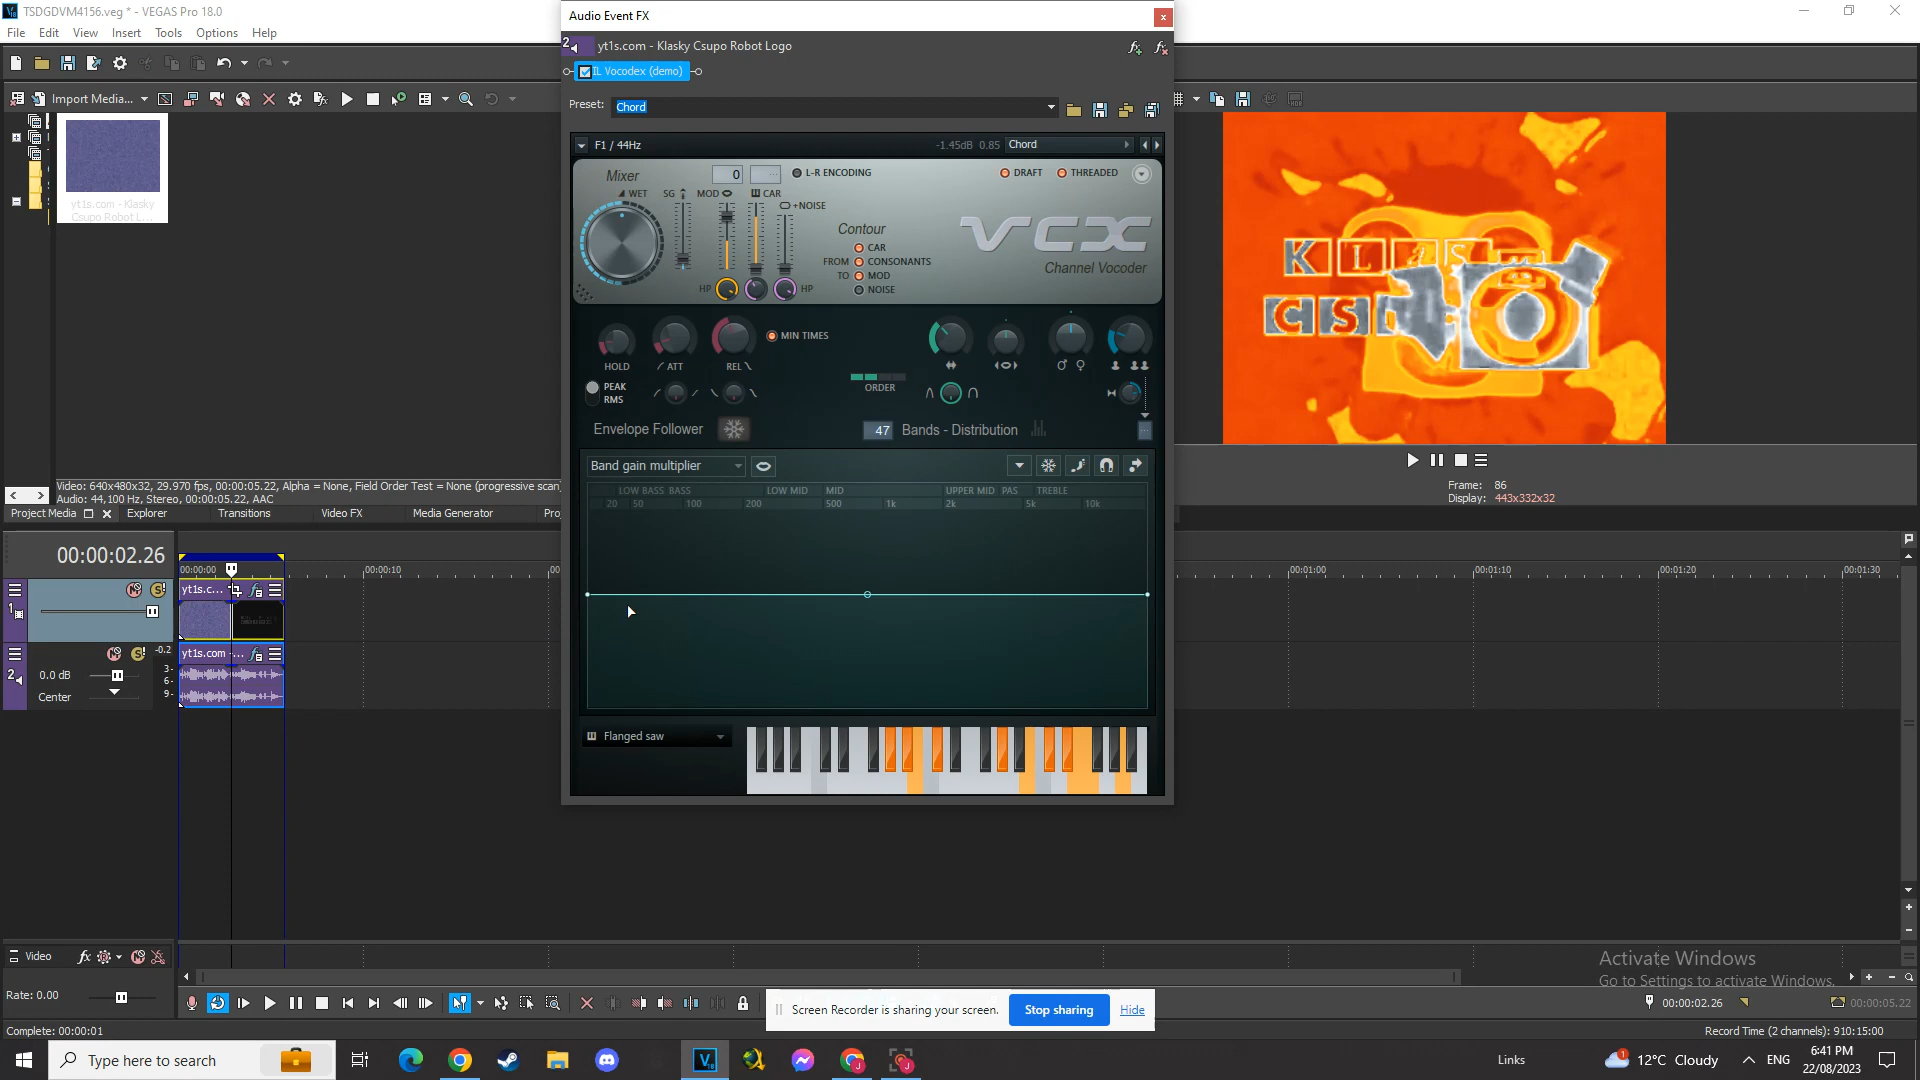 TSDGDVM4156.veg * - VEGAS Pro 18.0
File Edit View Insert Tools Options Help
Import Media...
yt1s.com - Klasky
Csupo Robot L...
Video: 640x480x32, 29.970 fps, 00:00:05.22, Alpha = None, Field Order Test = None (progressive scan)
Audio: 44,100 Hz, Stereo, 00:00:05.22, AAC
Project Media Explorer Transitions Video FX Media Generator
Audio Event FX
2 yt1s.com - Klasky Csupo Robot Logo
IL Vocodex (demo)
Preset: Chord
F1 / 44Hz -1.45dB 0.85 Chord
Mixer 0 L-R ENCODING DRAFT THREADED
WET SG MOD CAR
+NOISE
Contour
CAR
FROM CONSONANTS
TO MOD
HP HP NOISE
VCX
Channel Vocoder
MIN TIMES
HOLD ATT REL
PEAK
RMS
ORDER
Envelope Follower 47 Bands - Distribution
Band gain multiplier
LOW BASS BASS LOW MID MID UPPER MID PAS TREBLE
20 50 100 200 500 1k 2k 5k 10k
Flanged saw
KLAS
CS
Frame: 86
Display: 443x332x32
00:00:02.26
00:00:00 00:00:10 00:01:00 00:01:10 00:01:20 00:01:30
1 yt1s.c...
2 yt1s.com -... -0.2
0.0 dB 3-
6-
Center 9-
Video fx
Rate: 0.00
Activate Windows
Go to Settings to activate Windows.
Screen Recorder is sharing your screen. Stop sharing Hide
00:00:02.26 00:00:05.22
Complete: 00:00:01
Record Time (2 channels): 910:15:00
Type here to search
Links 1 12°C Cloudy ENG 6:41 PM
22/08/2023